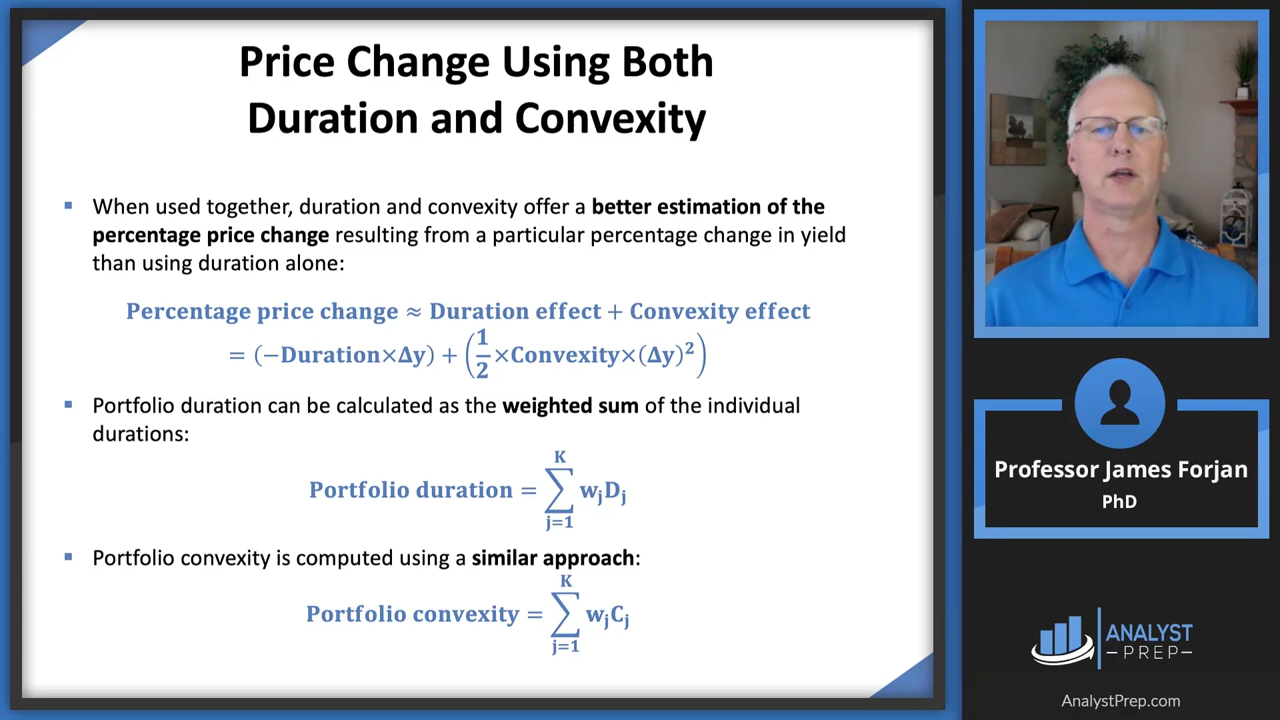 Price Change Using Both
Duration and Convexity
▪ When used together, duration and convexity offer a better estimation of the
percentage price change resulting from a particular percentage change in yield
than using duration alone:
Percentage price change ≈ Duration effect + Convexity effect
= (−Duration×Δy) + (1/2 ×Convexity×(Δy)²)
▪ Portfolio duration can be calculated as the weighted sum of the individual
durations:
Portfolio duration = ∑_{j=1}^{K} w_jD_j
▪ Portfolio convexity is computed using a similar approach:
Portfolio convexity = ∑_{j=1}^{K} w_jC_j
Professor James Forjan
PhD
ANALYST
PREP
AnalystPrep.com